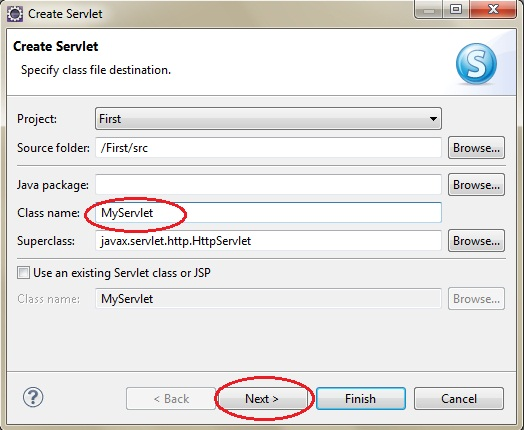 Create Servlet
Create Servlet
Specify class file destination.
S
Project: First
Source folder: /First/src Browse...
Java package: Browse...
Class name: MyServlet
Superclass: javax.servlet.http.HttpServlet Browse...
Use an existing Servlet class or JSP
Class name: MyServlet Browse...
? < Back Next > Finish Cancel